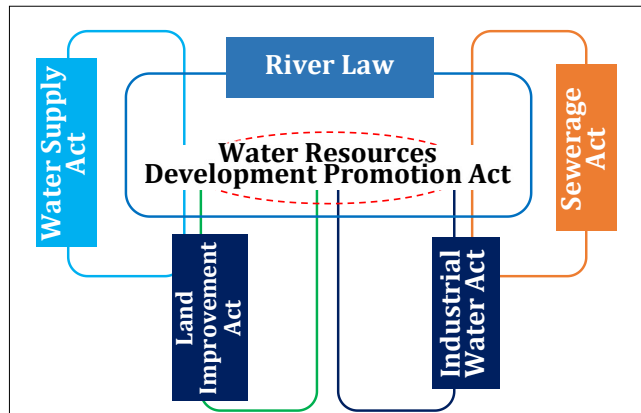 River Law
Water Supply
Act
Sewerage
Act
Water Resources
Development Promotion Act
Land
Improvement
Act
Industrial
Water Act